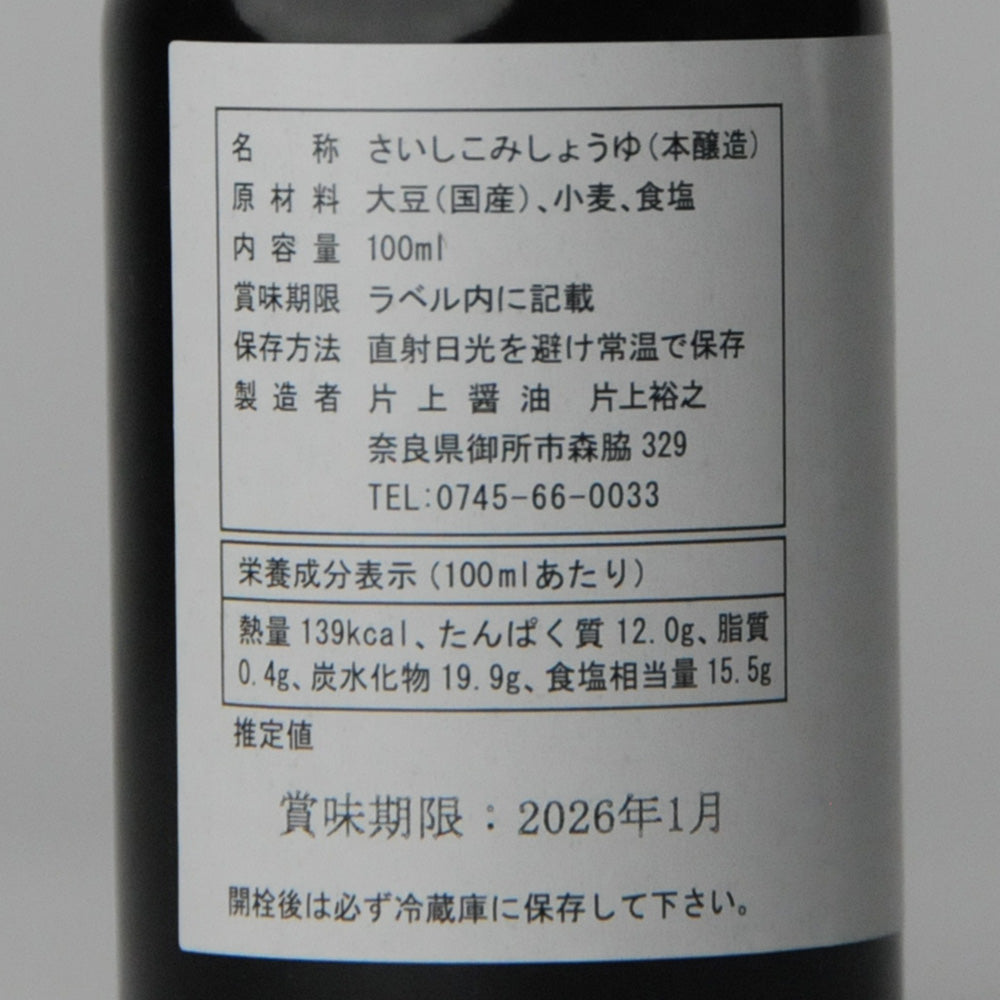 名称 さいしこみしょうゆ(本醸造)
原材料 大豆(国産)、小麦、食塩
内容量 100ml
賞味期限 ラベル内に記載
保存方法 直射日光を避け常温で保存
製造者 片上醤油 片上裕之
奈良県御所市森脇329
TEL:0745-66-0033
栄養成分表示(100mlあたり)
熱量139kcal、たんぱく質12.0g、脂質
0.4g、炭水化物19.9g、食塩相当量15.5g
推定値
賞味期限：2026年1月
開栓後は必ず冷蔵庫に保存して下さい。